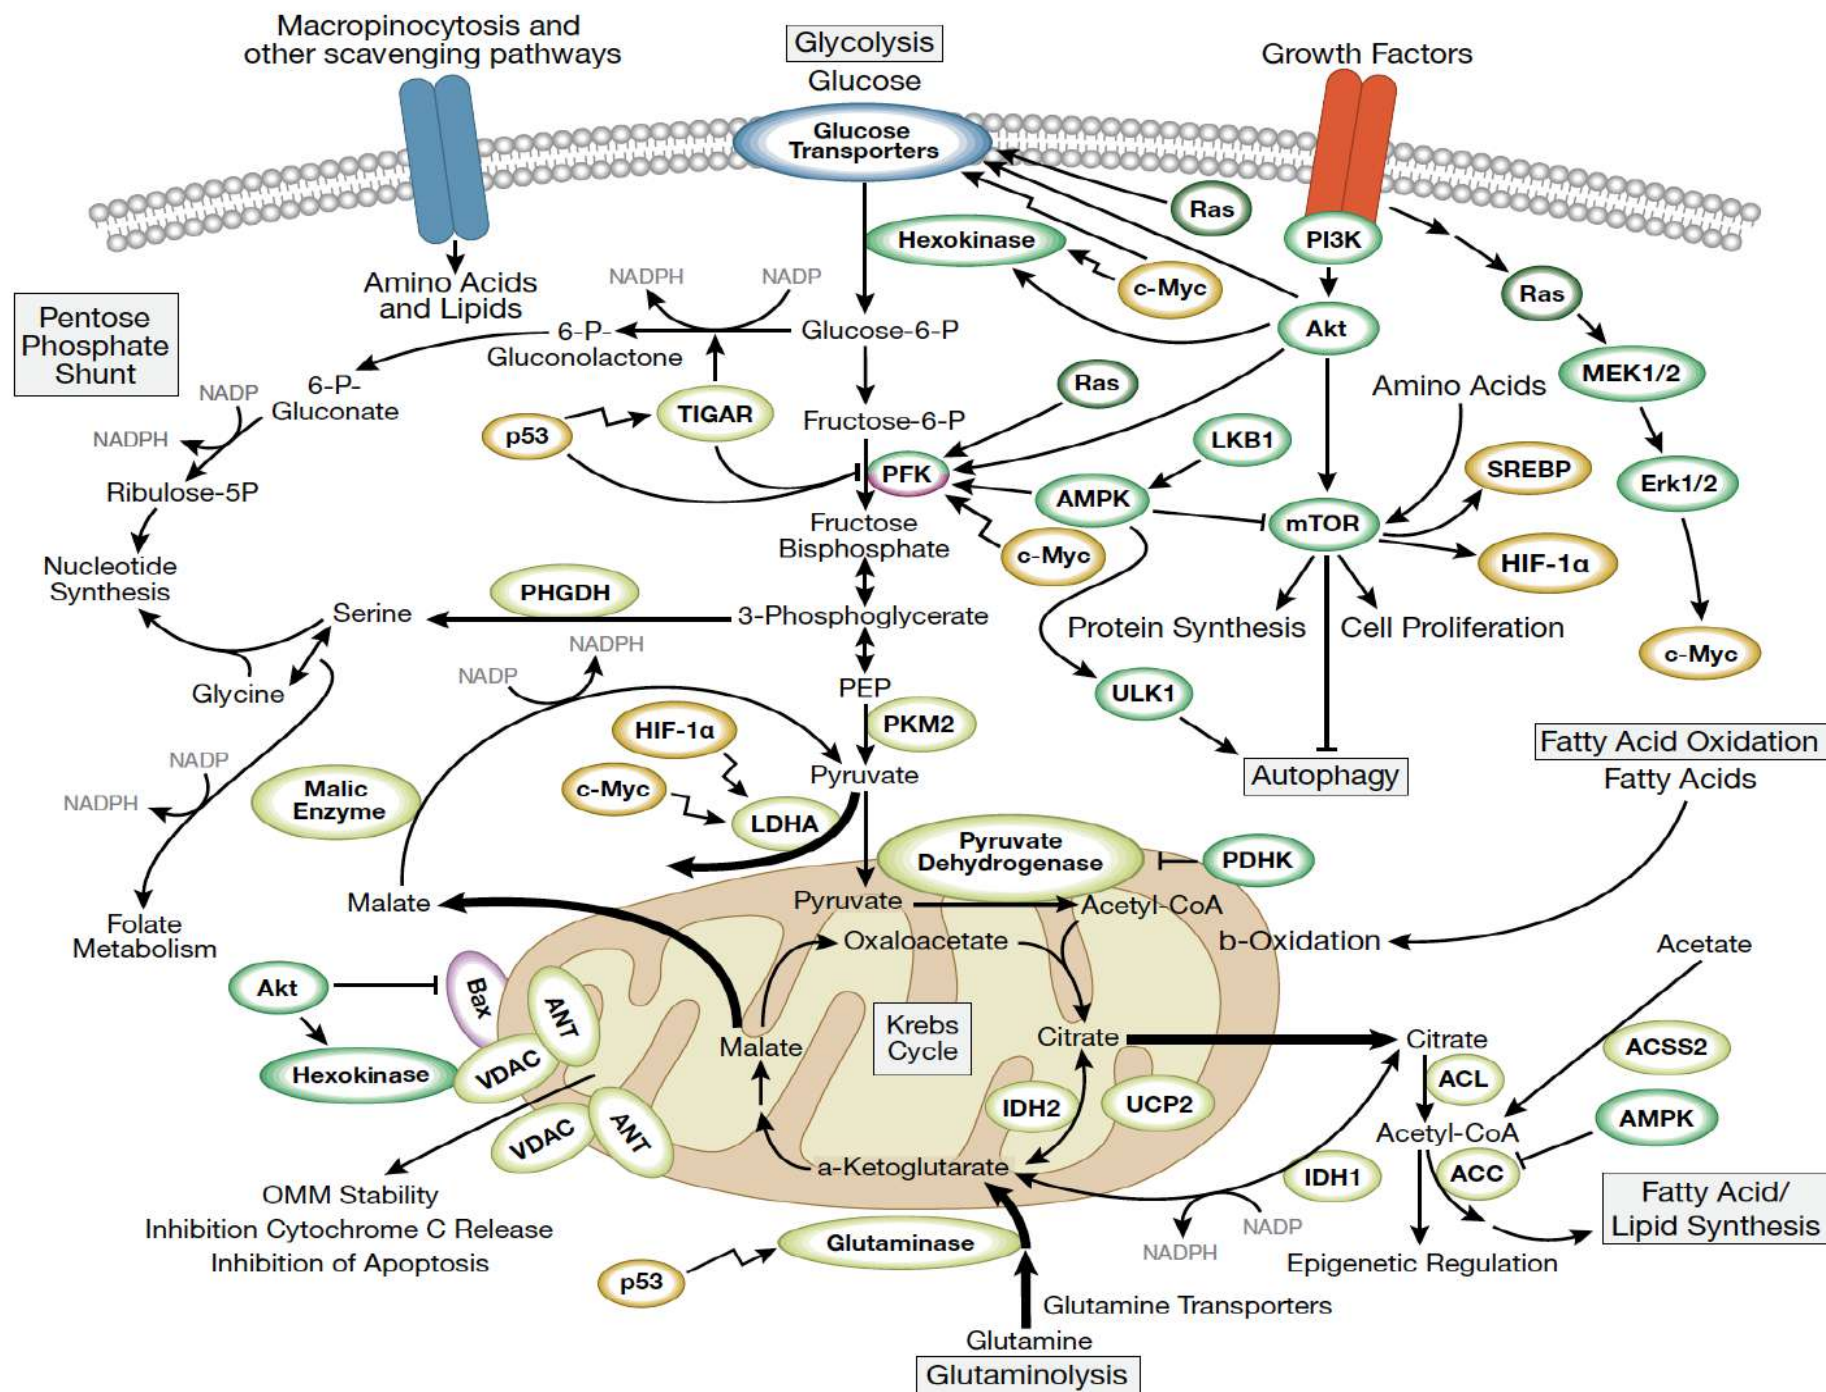 Macropinocytosis and
other scavenging pathways
Glycolysis
Glucose
Growth Factors
Glucose
Transporters
Ras
Hexokinase
PI3K
c-Myc
Ras
Akt
Amino Acids
and Lipids
NADPH
NADP
Pentose
Phosphate
Shunt
6-P-
Gluconolactone
Glucose-6-P
MEK1/2
Amino Acids
Ras
NADP
6-P-
Gluconate
TIGAR
p53
Fructose-6-P
NADPH
LKB1
SREBP
PFK
Erk1/2
Ribulose-5P
AMPK
mTOR
Fructose
Bisphosphate
c-Myc
HIF-1α
Nucleotide
Synthesis
PHGDH
Serine
3-Phosphoglycerate
Protein Synthesis
Cell Proliferation
NADPH
c-Myc
NADP
Glycine
PEP
ULK1
HIF-1α
PKM2
Fatty Acid Oxidation
Fatty Acids
NADP
Pyruvate
Autophagy
c-Myc
NADPH
Malic
Enzyme
LDHA
Pyruvate
Dehydrogenase
PDHK
Malate
Pyruvate
Acetyl-CoA
Folate
Metabolism
Oxaloacetate
b-Oxidation
Acetate
Akt
Bax
ANT
Krebs
Cycle
Malate
Citrate
Citrate
ACSS2
Hexokinase
VDAC
ACL
IDH2
UCP2
AMPK
VDAC
ANT
Acetyl-CoA
a-Ketoglutarate
IDH1
ACC
OMM Stability
Inhibition Cytochrome C Release
Inhibition of Apoptosis
Fatty Acid/
Lipid Synthesis
NADP
NADPH
Glutaminase
Epigenetic Regulation
p53
Glutamine Transporters
Glutamine
Glutaminolysis